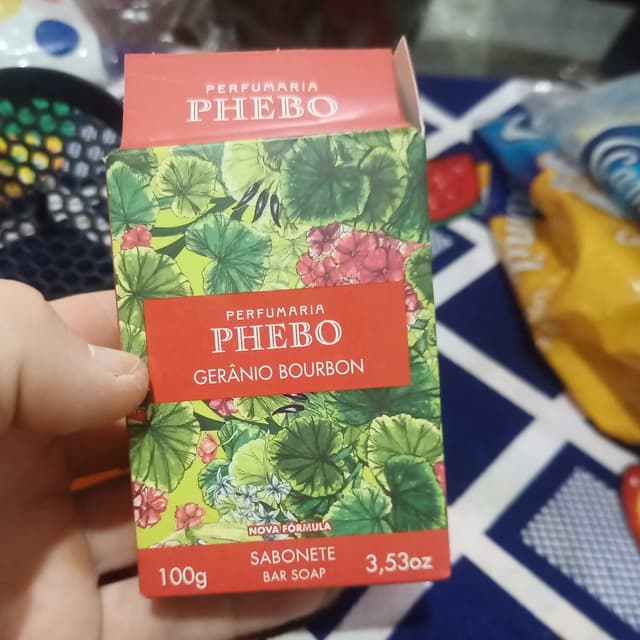 PERFUMARIA
PHEBO
PERFUMARIA
PHEBO
GERÂNIO BOURBON
NOVA FÓRMULA
SABONETE
BAR SOAP
100g
3,53oz